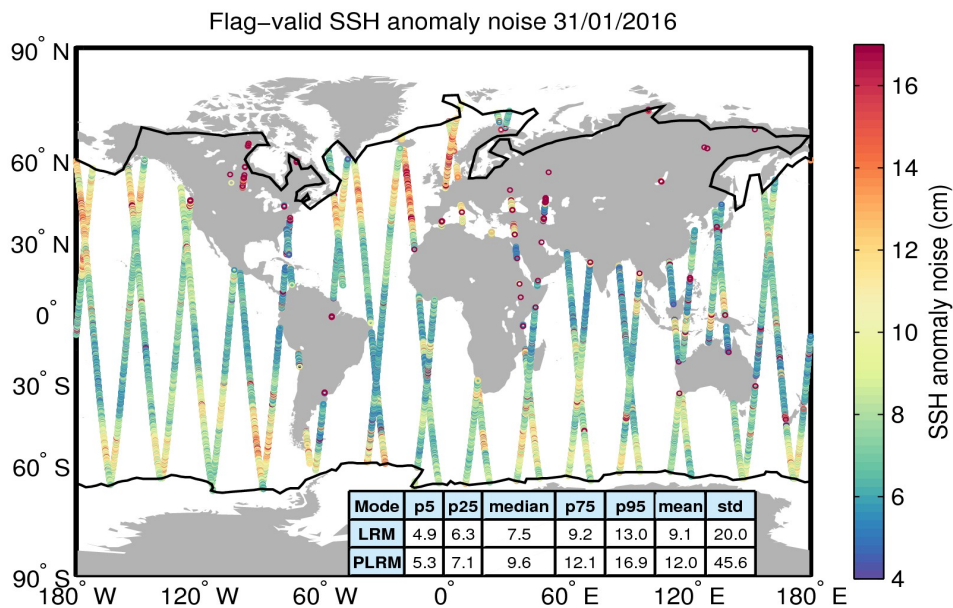 Flag−valid SSH anomaly noise 31/01/2016
90° N
60° N
30° N
0°
30° S
60° S
90° S
180° W 120° W 60° W 0° 60° E 120° E 180° E
Mode p5 p25 median p75 p95 mean std
LRM 4.9 6.3 7.5 9.2 13.0 9.1 20.0
PLRM 5.3 7.1 9.6 12.1 16.9 12.0 45.6
16
14
12
10
8
6
4
SSH anomaly noise (cm)